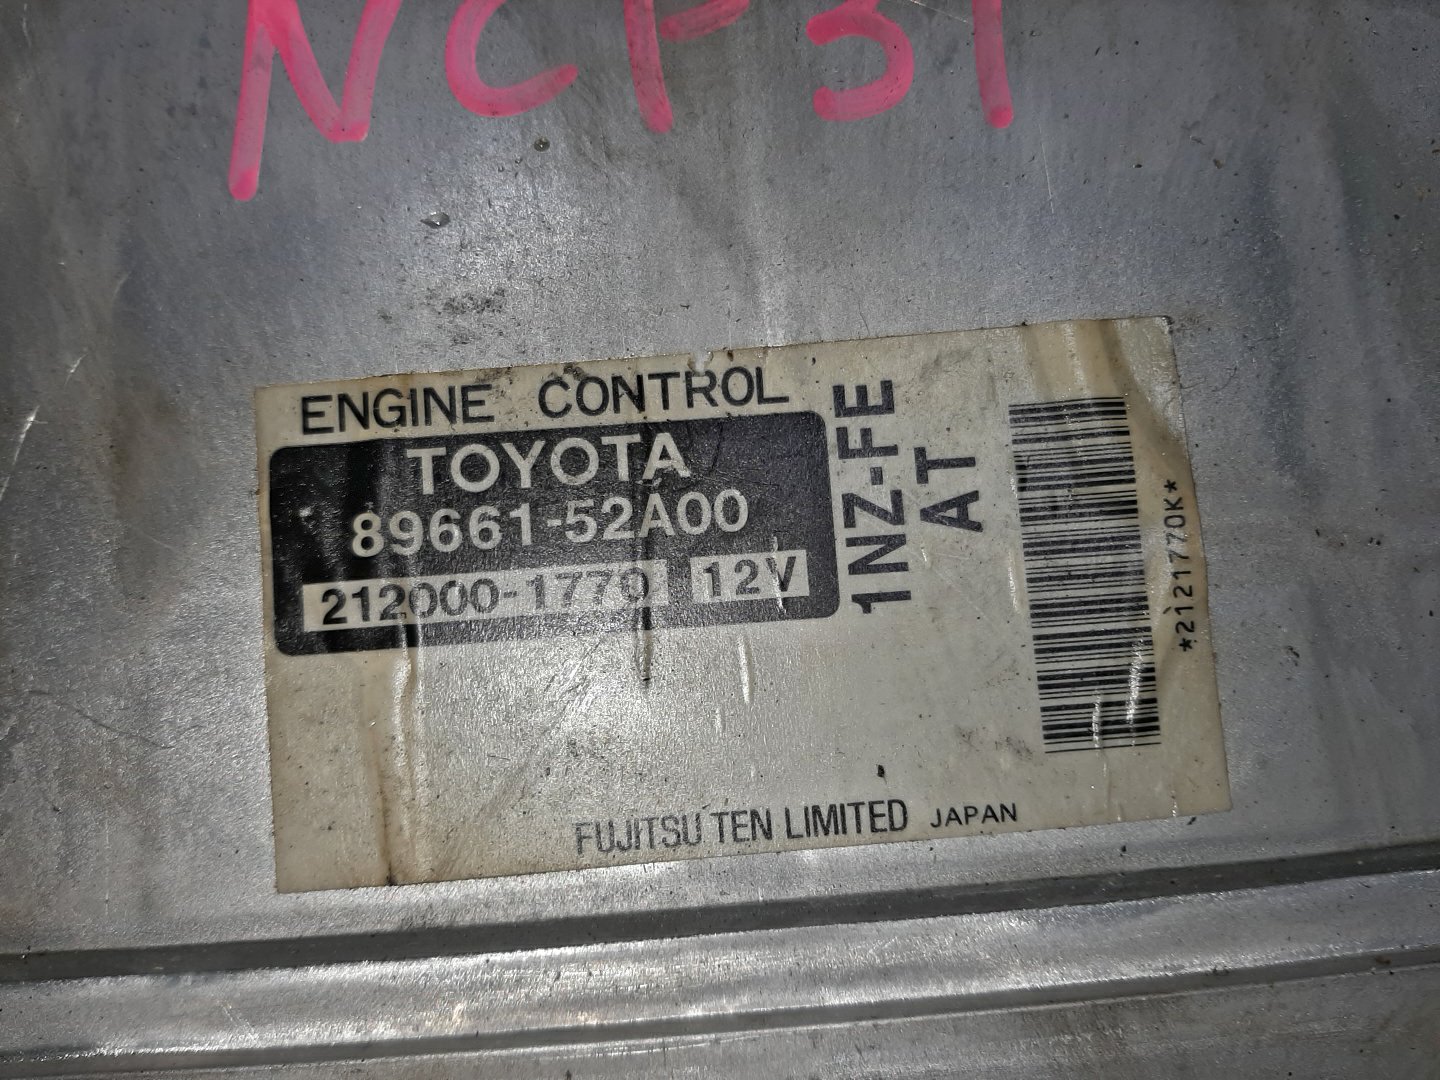 NCP31
ENGINE CONTROL
TOYOTA
89661-52A00
212000-1770 12V
1NZ-FE
AT
*2121770K*
FUJITSU TEN LIMITED JAPAN